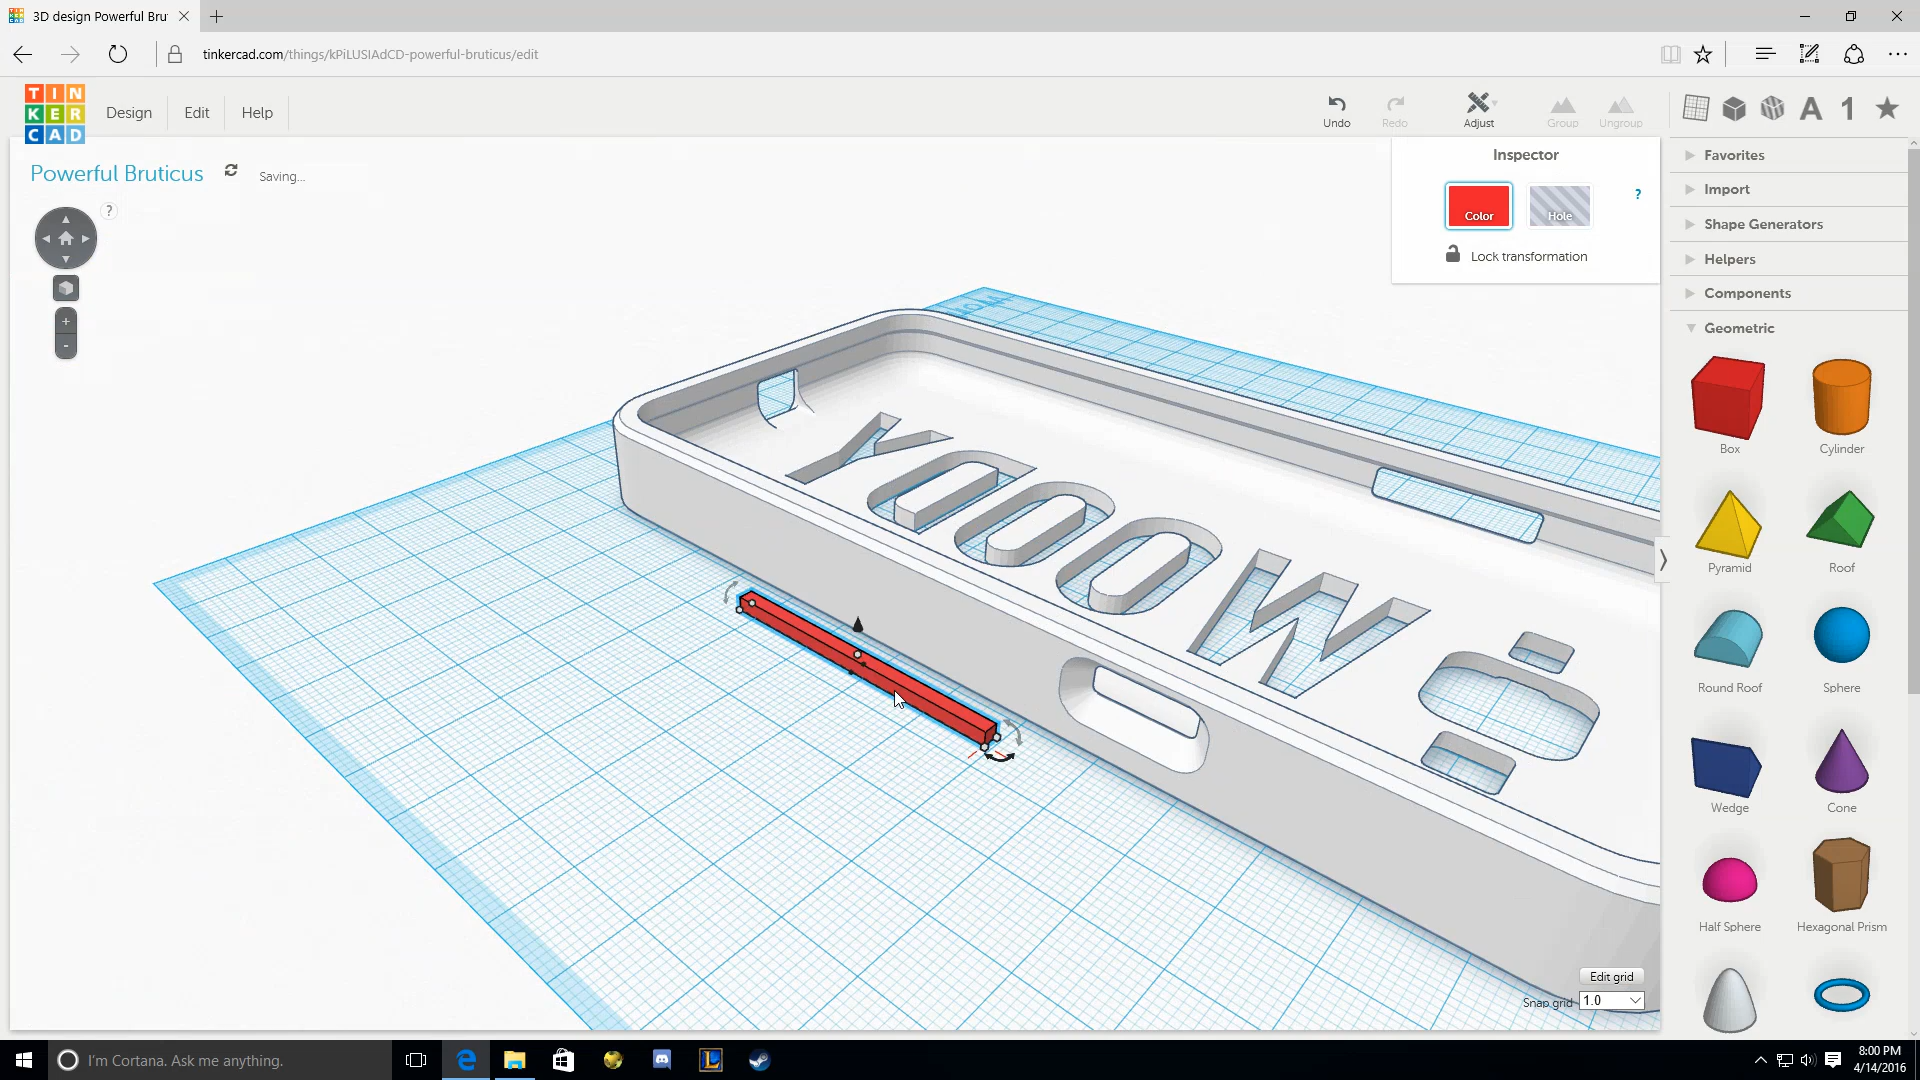 3D design Powerful Bru
tinkercad.com/things/kPiLUSIAdCD-powerful-bruticus/edit
TIN
KER
CAD
Design
Edit
Help
Undo
Redo
Adjust
Group
Ungroup
A
1
Powerful Bruticus
Saving...
?
Inspector
Color
Hole
?
Lock transformation
Favorites
Import
Shape Generators
Helpers
Components
Geometric
Box
Cylinder
Pyramid
Roof
Round Roof
Sphere
Wedge
Cone
Half Sphere
Hexagonal Prism
YOOOW
Edit grid
Snap grid
1.0
I'm Cortana. Ask me anything.
8:00 PM
4/14/2016